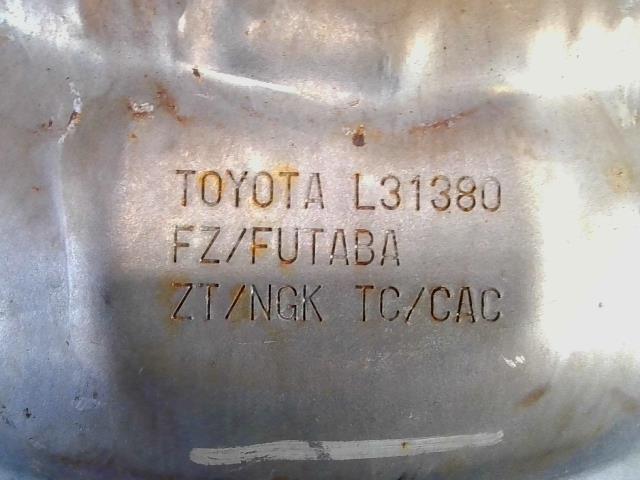 TOYOTA L31380
FZ/FUTABA
ZT/NGK TC/CAC